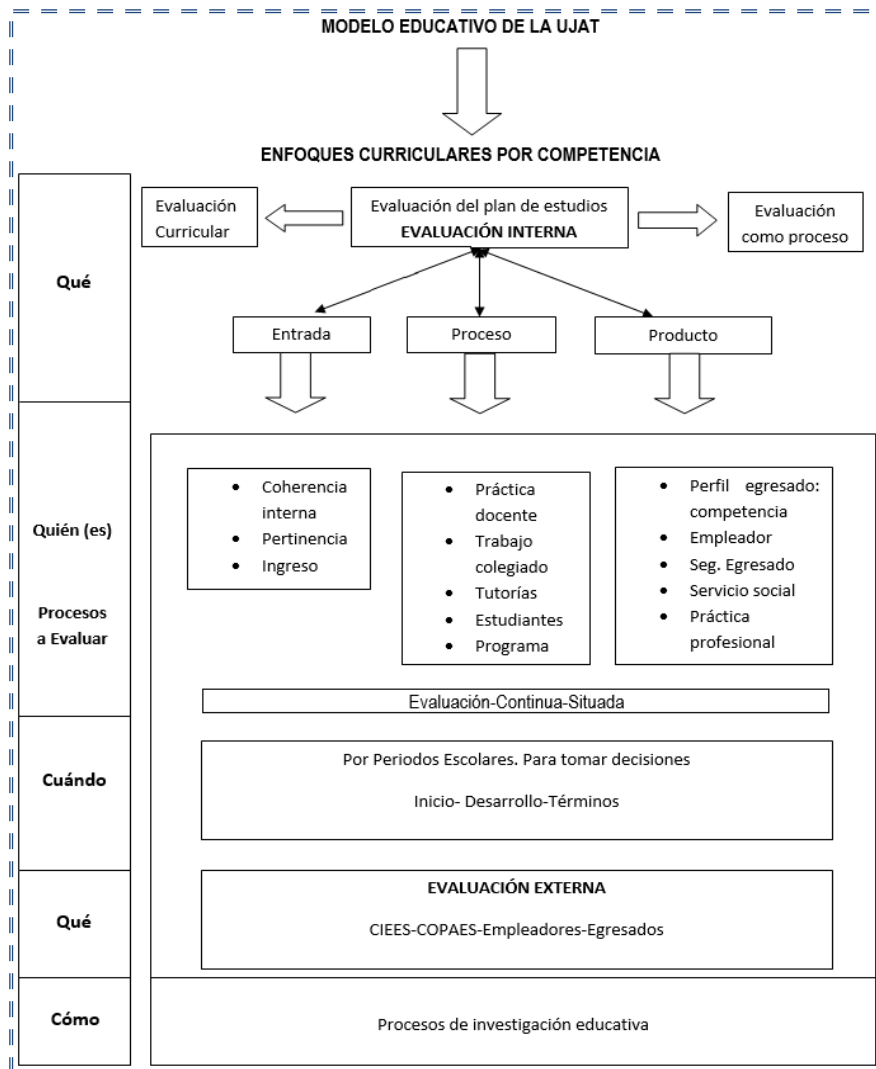 MODELO EDUCATIVO DE LA UJAT
ENFOQUES CURRICULARES POR COMPETENCIA
Qué
Evaluación
Curricular
Evaluación del plan de estudios
EVALUACIÓN INTERNA
Evaluación
como proceso
Entrada
Proceso
Producto
Quién (es)
Procesos
a Evaluar
• Coherencia
interna
• Pertinencia
• Ingreso
• Práctica
docente
• Trabajo
colegiado
• Tutorías
• Estudiantes
• Programa
• Perfil egresado:
competencia
• Empleador
• Seg. Egresado
• Servicio social
• Práctica
profesional
Evaluación-Continua-Situada
Cuándo
Por Periodos Escolares. Para tomar decisiones
Inicio- Desarrollo-Términos
Qué
EVALUACIÓN EXTERNA
CIEES-COPAES-Empleadores-Egresados
Cómo
Procesos de investigación educativa